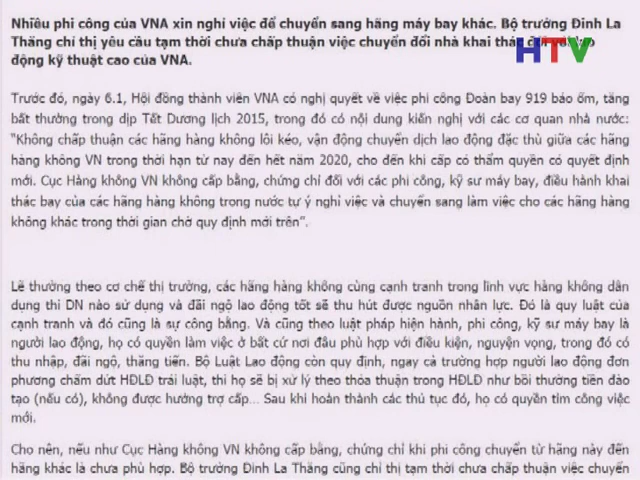 Nhiều phi công của VNA xin nghỉ việc để chuyển sang hãng máy bay khác. Bộ trưởng Đinh La
Thăng chỉ thị yêu cầu tạm thời chưa chấp thuận việc chuyển đổi nhà khai thác đối với lao
động kỹ thuật cao của VNA.
HTV
Trước đó, ngày 6.1, Hội đồng thành viên VNA có nghị quyết về việc phi công Đoàn bay 919 báo ốm, tăng
bất thường trong dịp Tết Dương lịch 2015, trong đó có nội dung kiến nghị với các cơ quan nhà nước:
"Không chấp thuận các hãng hàng không lôi kéo, vận động chuyển dịch lao động đặc thù giữa các hãng
hàng không VN trong thời hạn từ nay đến hết năm 2020, cho đến khi cấp có thẩm quyền có quyết định
mới. Cục Hàng không VN không cấp bằng, chứng chỉ đối với các phi công, kỹ sư máy bay, điều hành khai
thác bay của các hãng hàng không trong nước tự ý nghỉ việc và chuyển sang làm việc cho các hãng hàng
không khác trong thời gian chờ quy định mới trên".
Lẽ thường theo cơ chế thị trường, các hãng hàng không cùng cạnh tranh trong lĩnh vực hàng không dân
dụng thì DN nào sử dụng và đãi ngộ lao động tốt sẽ thu hút được nguồn nhân lực. Đó là quy luật của
cạnh tranh và đó cũng là sự công bằng. Và cũng theo luật pháp hiện hành, phi công, kỹ sư máy bay là
người lao động, họ có quyền làm việc ở bất cứ nơi đâu phù hợp với điều kiện, nguyện vọng, trong đó có
thu nhập, đãi ngộ, thăng tiến. Bộ Luật Lao động còn quy định, ngay cả trường hợp người lao động đơn
phương chấm dứt HĐLĐ trái luật, thì họ sẽ bị xử lý theo thỏa thuận trong HĐLĐ như bồi thường tiền đào
tạo (nếu có), không được hưởng trợ cấp... Sau khi hoàn thành các thủ tục đó, họ có quyền tìm công việc
mới.
Cho nên, nếu như Cục Hàng không VN không cấp bằng, chứng chỉ khi phi công chuyển từ hãng này đến
hãng khác là chưa phù hợp. Bộ trưởng Đinh La Thăng cũng chỉ thị tạm thời chưa chấp thuận việc chuyển